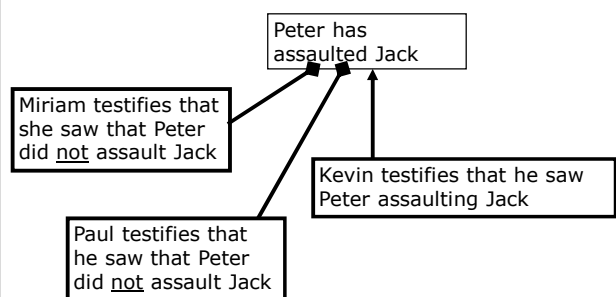 Peter has
assaulted Jack
Miriam testifies that
she saw that Peter
did not assault Jack
Kevin testifies that he saw
Peter assaulting Jack
Paul testifies that
he saw that Peter
did not assault Jack